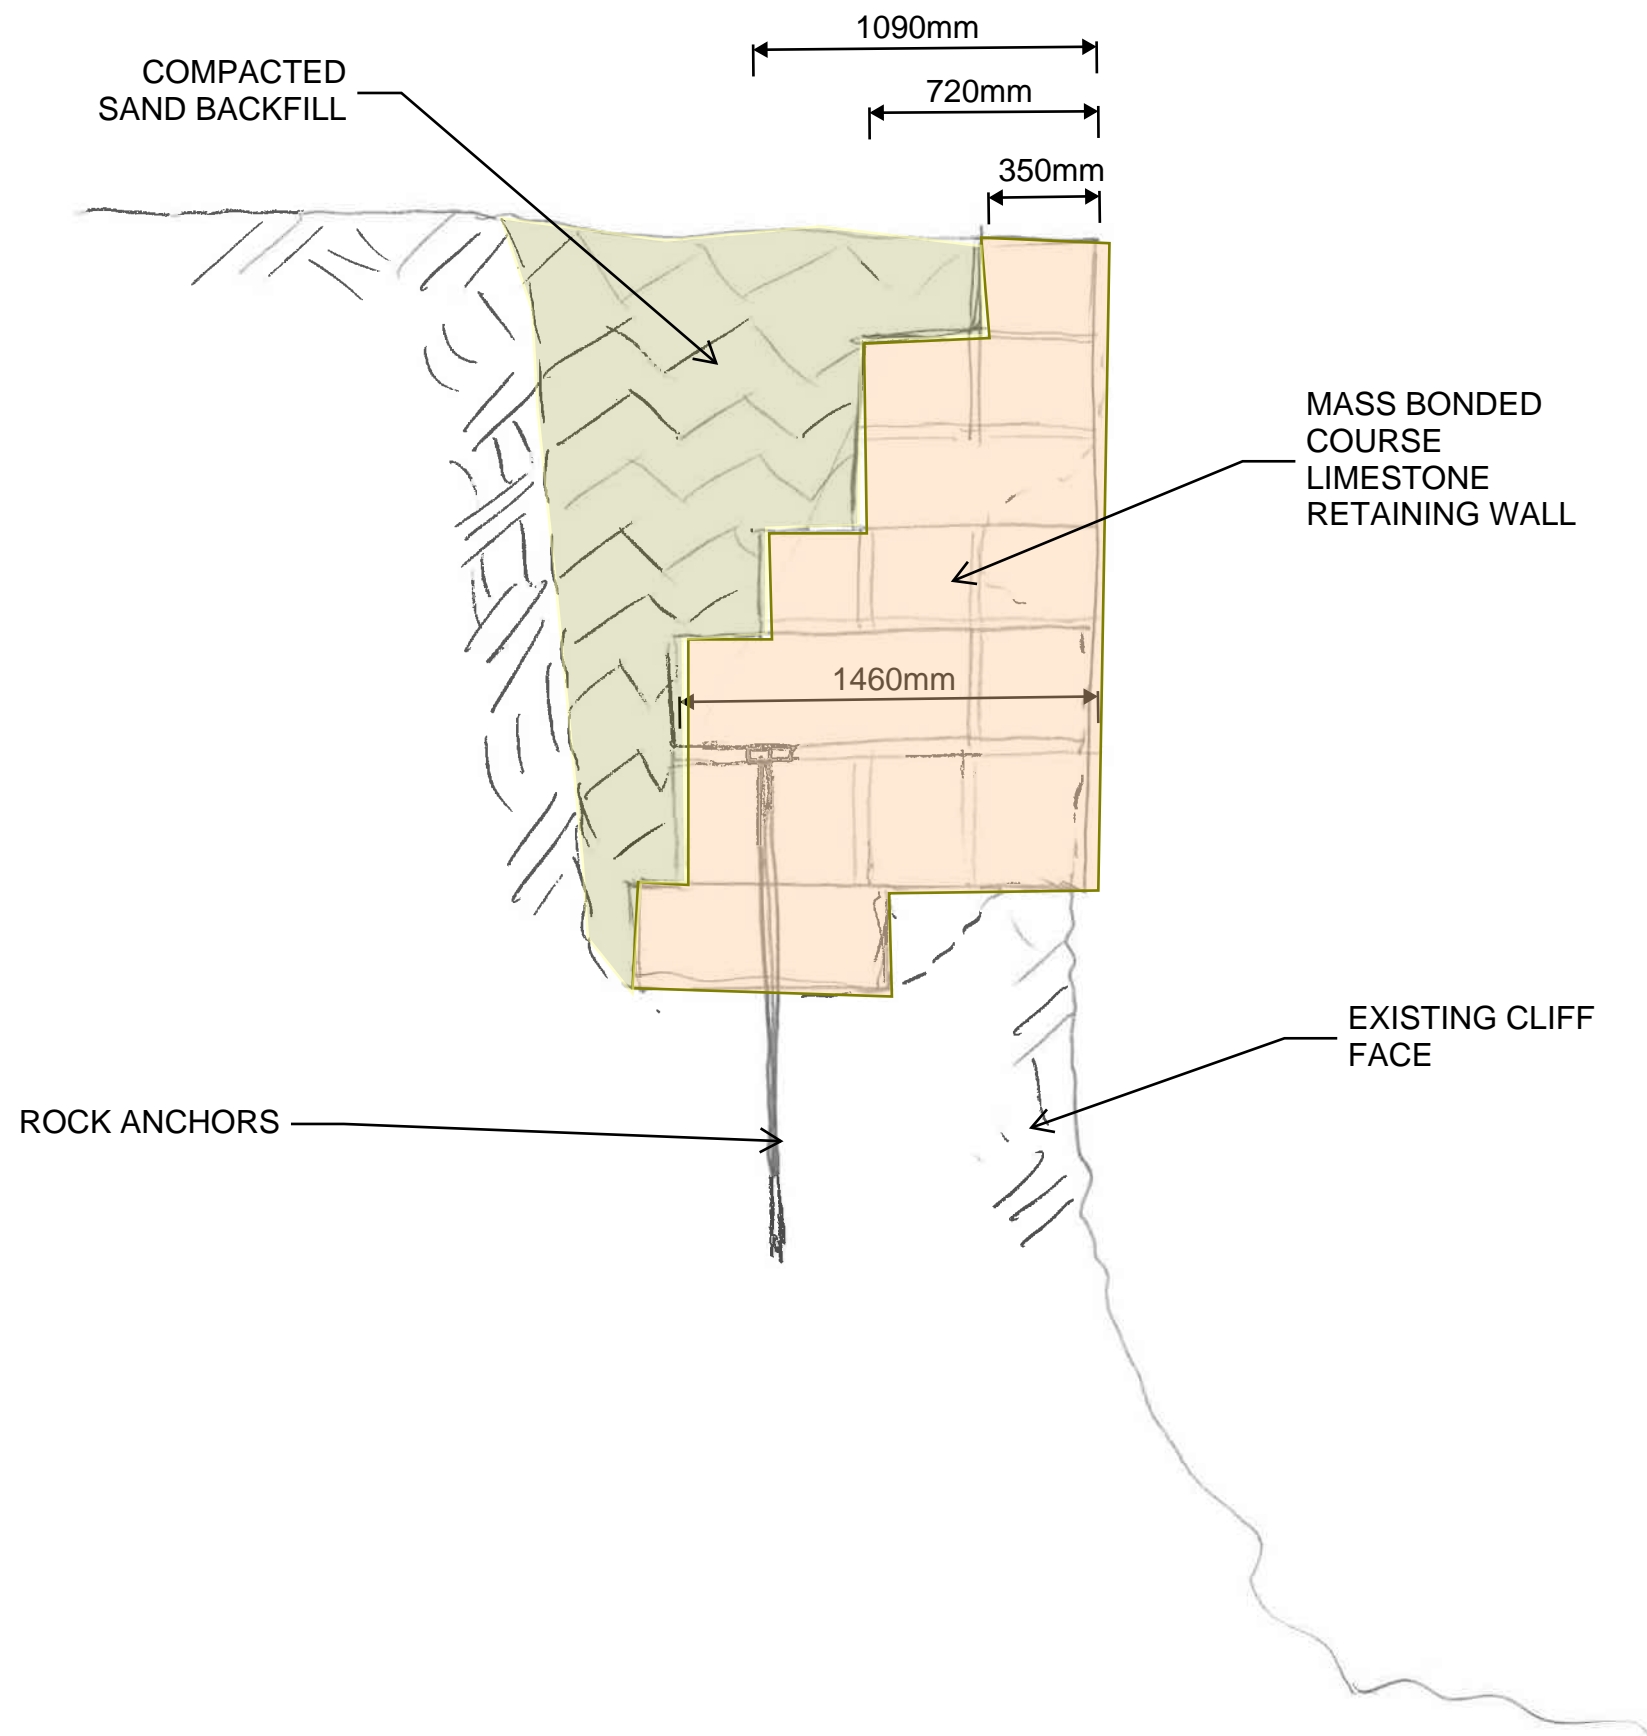 1090mm
COMPACTED
SAND BACKFILL
720mm
350mm
MASS BONDED
COURSE
LIMESTONE
RETAINING WALL
1460mm
EXISTING CLIFF
FACE
ROCK ANCHORS